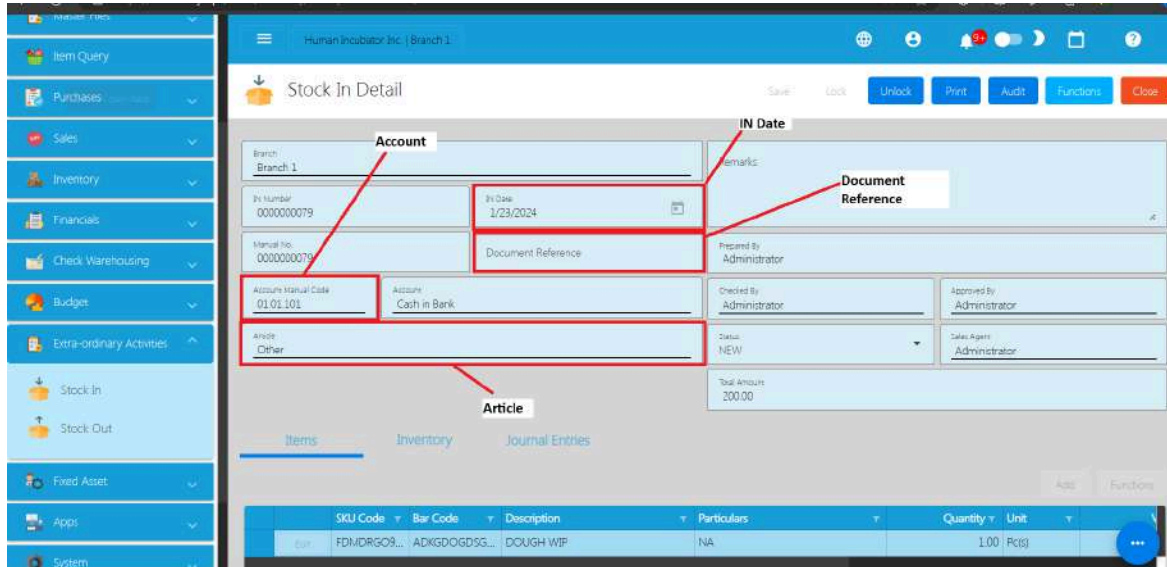 Master Files
Item Query
Purchases
Sales
Inventory
Financials
Check Warehousing
Budget
Extra-ordinary Activities
Stock In
Stock Out
Fixed Asset
Apps
System
Human Incubator Inc. | Branch 1
9+
Stock In Detail
Save Lock Unlock Print Audit Functions Close
IN Date
Account
Branch
Branch 1
Remarks
Document
Reference
IN Number
0000000079
IN Date
1/23/2024
Manual No.
0000000079
Document Reference
Prepared By
Administrator
Account Manual Code
01.01.101
Account
Cash in Bank
Checked By
Administrator
Approved By
Administrator
Article
Other
Status
NEW
Sales Agent
Administrator
Total Amount
200.00
Article
Items Inventory Journal Entries
Add Functions
SKU Code Bar Code Description Particulars Quantity Unit
Edit FDMDRGO9... ADKGDOGDSG... DOUGH WIP NA 1.00 Pc(s)